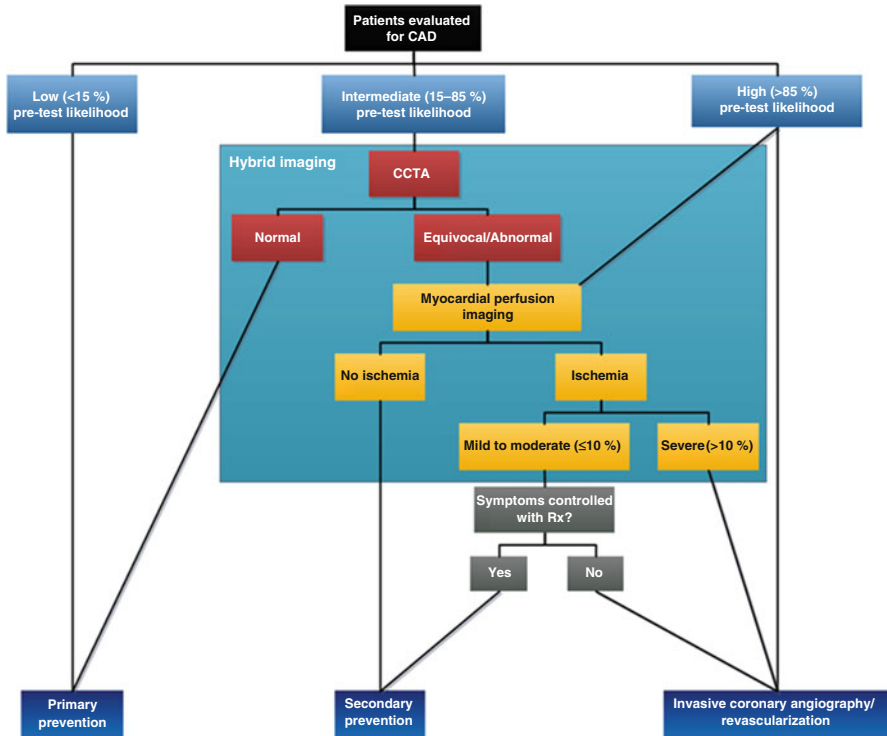 Patients evaluated
for CAD
Low (<15 %)
pre-test likelihood
Intermediate (15–85 %)
pre-test likelihood
High (>85 %)
pre-test likelihood
Hybrid imaging
CCTA
Normal
Equivocal/Abnormal
Myocardial perfusion
imaging
No ischemia
Ischemia
Mild to moderate (≤10 %)
Severe (>10 %)
Symptoms controlled
with Rx?
Yes
No
Primary
prevention
Secondary
prevention
Invasive coronary angiography/
revascularization